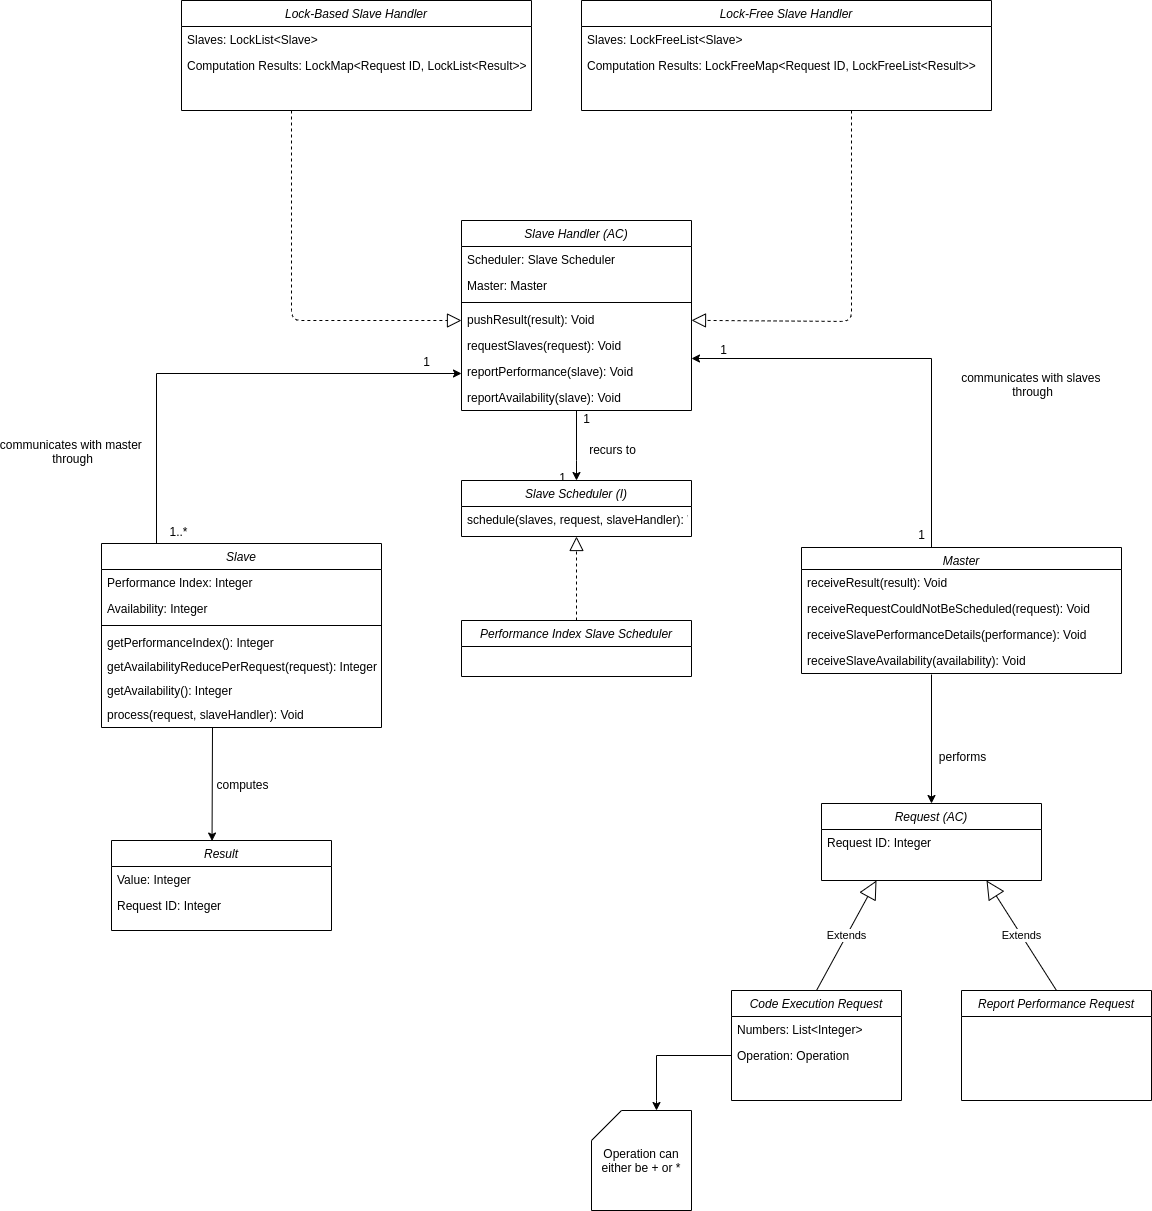 Lock-Based Slave Handler
Slaves: LockList<Slave>
Computation Results: LockMap<Request ID, LockList<Result>>
Lock-Free Slave Handler
Slaves: LockFreeList<Slave>
Computation Results: LockFreeMap<Request ID, LockFreeList<Result>>
Slave Handler (AC)
Scheduler: Slave Scheduler
Master: Master
pushResult(result): Void
requestSlaves(request): Void
reportPerformance(slave): Void
reportAvailability(slave): Void
1
1
communicates with slaves
through
communicates with master
through
1
recurs to
1
Slave Scheduler (I)
schedule(slaves, request, slaveHandler):
1..*
1
Slave
Performance Index: Integer
Availability: Integer
getPerformanceIndex(): Integer
getAvailabilityReducePerRequest(request): Integer
getAvailability(): Integer
process(request, slaveHandler): Void
Performance Index Slave Scheduler
Master
receiveResult(result): Void
receiveRequestCouldNotBeScheduled(request): Void
receiveSlavePerformanceDetails(performance): Void
receiveSlaveAvailability(availability): Void
computes
performs
Result
Value: Integer
Request ID: Integer
Request (AC)
Request ID: Integer
Extends
Extends
Code Execution Request
Numbers: List<Integer>
Operation: Operation
Report Performance Request
Operation can
either be + or *